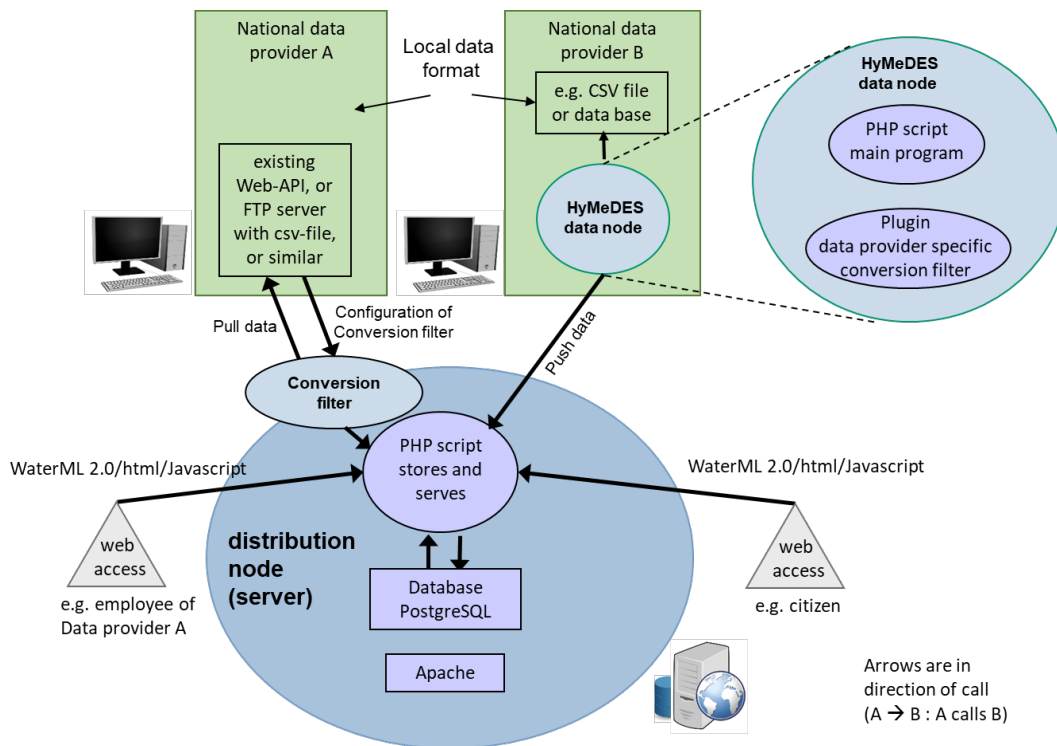 National data
provider A
Local data
format
National data
provider B
e.g. CSV file
or data base
HyMeDES
data node
PHP script
main program
Plugin
data provider specific
conversion filter
existing
Web-API, or
FTP server
with csv-file,
or similar
HyMeDES
data node
Pull data
Configuration of
Conversion filter
Push data
Conversion
filter
PHP script
stores and
serves
WaterML 2.0/html/Javascript
WaterML 2.0/html/Javascript
web
access
e.g. employee of
Data provider A
distribution
node
(server)
Database
PostgreSQL
Apache
web
access
e.g. citizen
Arrows are in
direction of call
(A → B : A calls B)